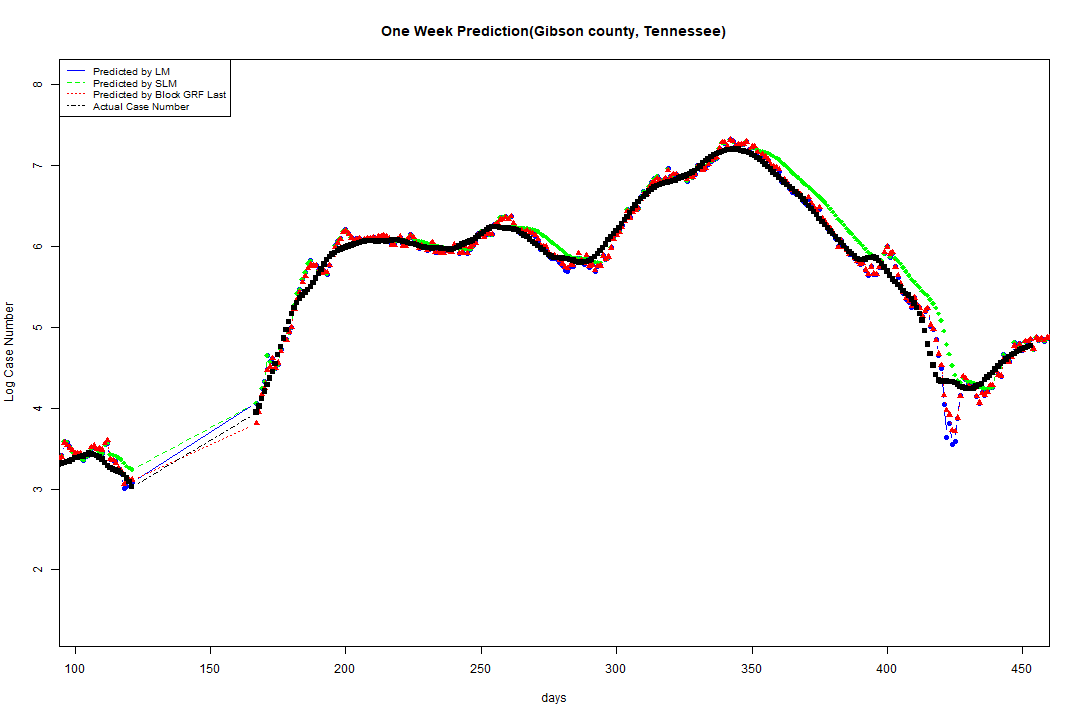 One Week Prediction(Gibson county, Tennessee)
Predicted by LM
Predicted by SLM
Predicted by Block GRF Last
Actual Case Number
8
7
6
5
4
3
2
Log Case Number
100 150 200 250 300 350 400 450
days